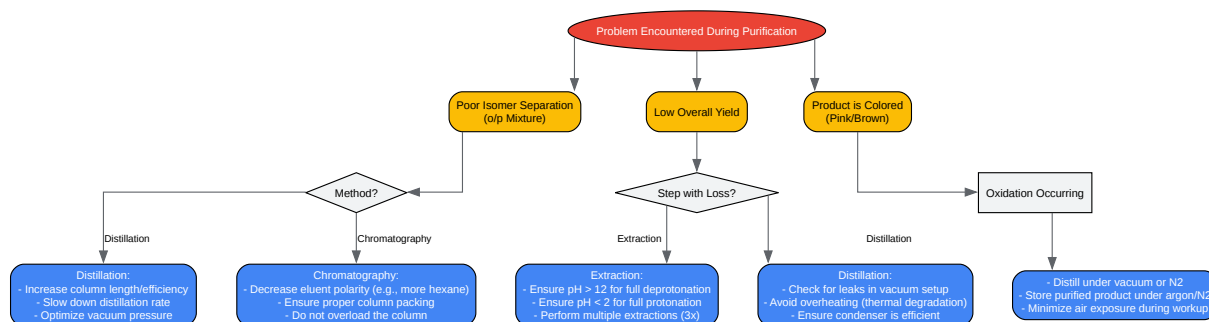 Problem Encountered During Purification
Poor Isomer Separation
(o/p Mixture)
Low Overall Yield
Product is Colored
(Pink/Brown)
Method?
Step with Loss?
Oxidation Occurring
Distillation
Chromatography
Extraction
Distillation
Distillation:
- Increase column length/efficiency
- Slow down distillation rate
- Optimize vacuum pressure
Chromatography:
- Decrease eluent polarity (e.g., more hexane)
- Ensure proper column packing
- Do not overload the column
Extraction:
- Ensure pH > 12 for full deprotonation
- Ensure pH < 2 for full protonation
- Perform multiple extractions (3x)
Distillation:
- Check for leaks in vacuum setup
- Avoid overheating (thermal degradation)
- Ensure condenser is efficient
- Distill under vacuum or N2
- Store purified product under argon/N2
- Minimize air exposure during workup